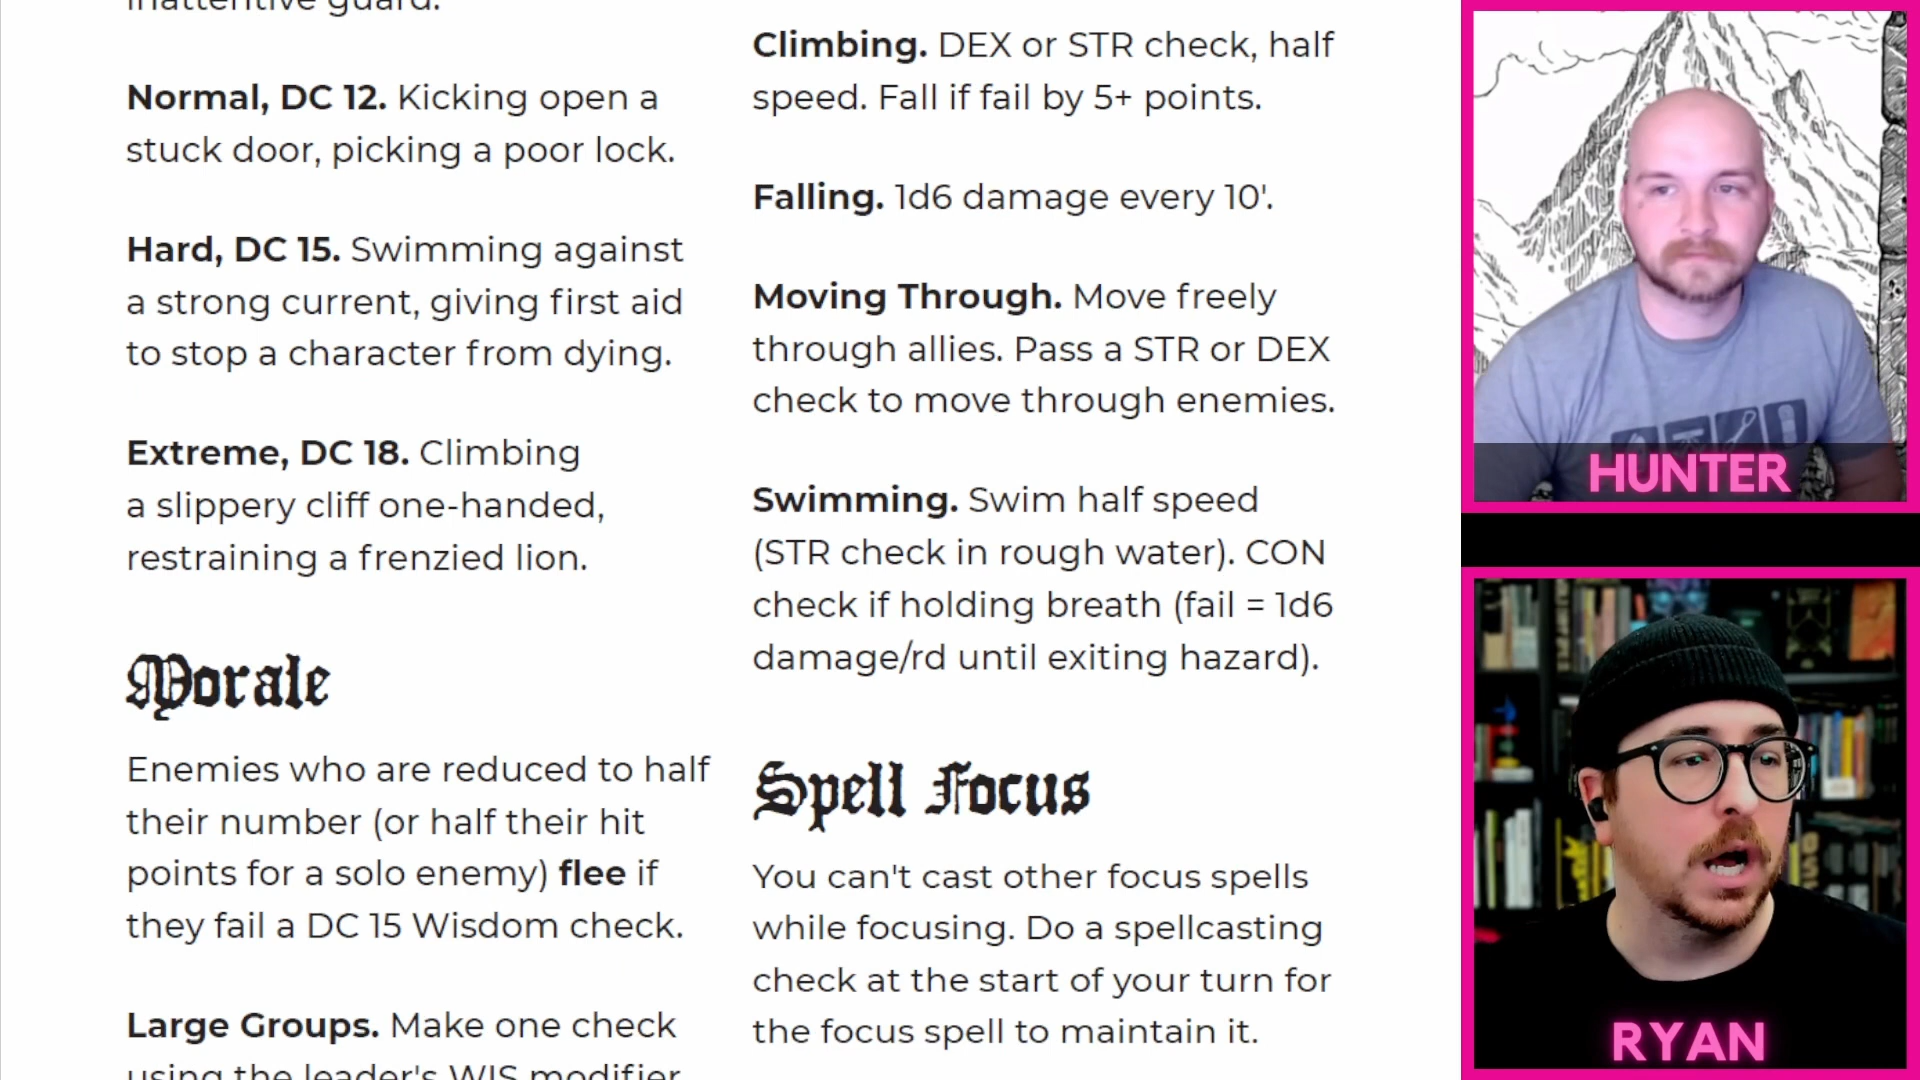 inattentive guard.
Normal, DC 12. Kicking open a
stuck door, picking a poor lock.
Hard, DC 15. Swimming against
a strong current, giving first aid
to stop a character from dying.
Extreme, DC 18. Climbing
a slippery cliff one-handed,
restraining a frenzied lion.
Morale
Enemies who are reduced to half
their number (or half their hit
points for a solo enemy) flee if
they fail a DC 15 Wisdom check.
Large Groups. Make one check
using the leader's WIS modifier
Climbing. DEX or STR check, half
speed. Fall if fail by 5+ points.
Falling. 1d6 damage every 10'.
Moving Through. Move freely
through allies. Pass a STR or DEX
check to move through enemies.
Swimming. Swim half speed
(STR check in rough water). CON
check if holding breath (fail = 1d6
damage/rd until exiting hazard).
Spell Focus
You can't cast other focus spells
while focusing. Do a spellcasting
check at the start of your turn for
the focus spell to maintain it.
HUNTER
RYAN